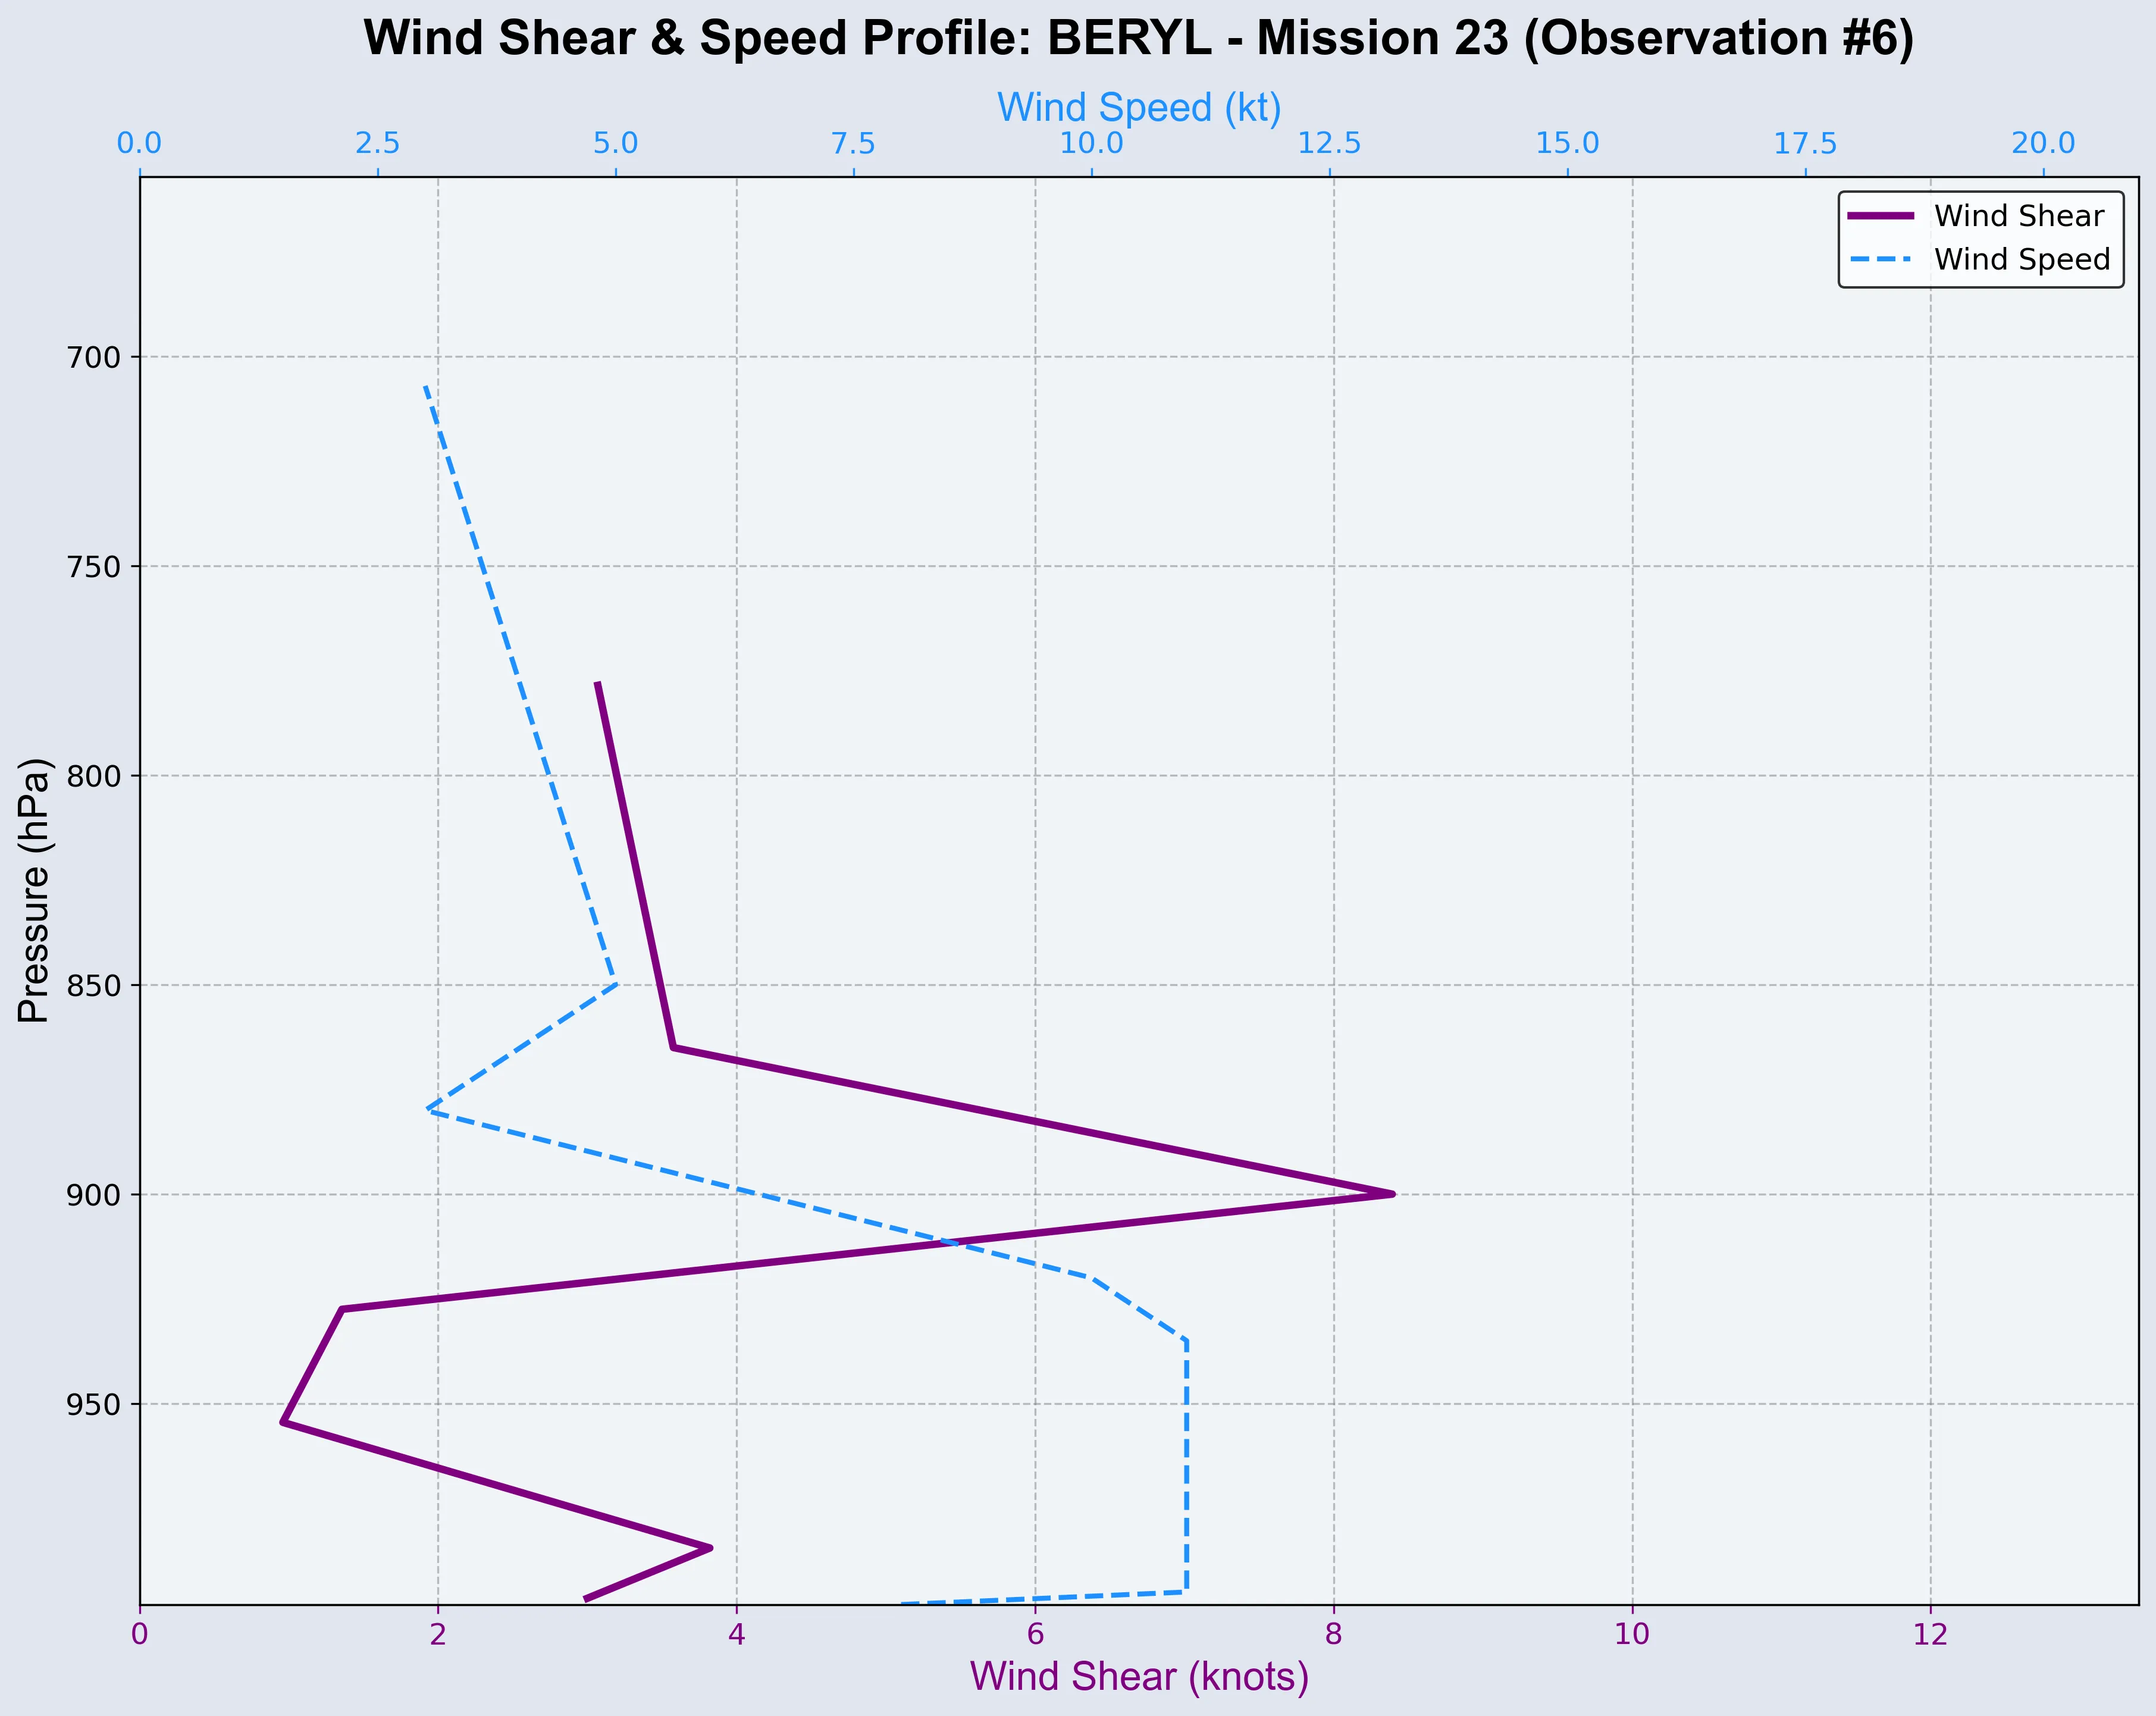 Wind Shear & Speed Profile: BERYL - Mission 23 (Observation #6)
Wind Speed (kt)
0.0 2.5 5.0 7.5 10.0 12.5 15.0 17.5 20.0
Wind Shear
Wind Speed
700
750
800
850
900
950
Pressure (hPa)
0 2 4 6 8 10 12
Wind Shear (knots)